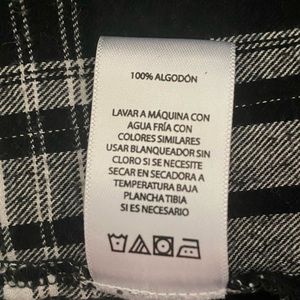 100% ALGODÓN
LAVAR A MÁQUINA CON
AGUA FRÍA CON
COLORES SIMILARES
USAR BLANQUEADOR SIN
CLORO SI SE NECESITE
SECAR EN SECADORA A
TEMPERATURA BAJA
PLANCHA TIBIA
SI ES NECESARIO